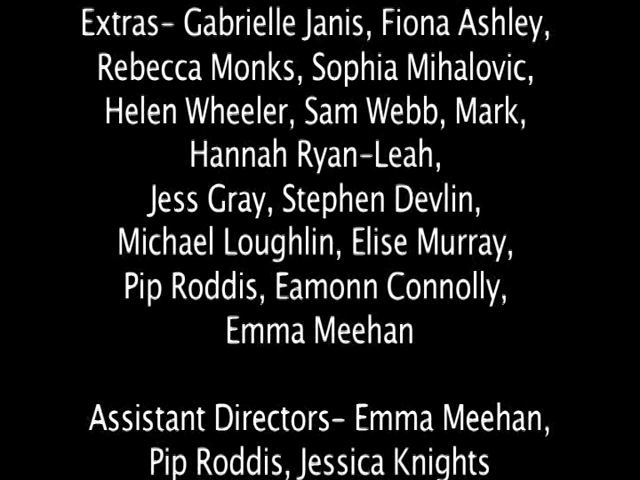 Extras- Gabrielle Janis, Fiona Ashley,
Rebecca Monks, Sophia Mihalovic,
Helen Wheeler, Sam Webb, Mark,
Hannah Ryan-Leah,
Jess Gray, Stephen Devlin,
Michael Loughlin, Elise Murray,
Pip Roddis, Eamonn Connolly,
Emma Meehan
Assistant Directors- Emma Meehan,
Pip Roddis, Jessica Knights